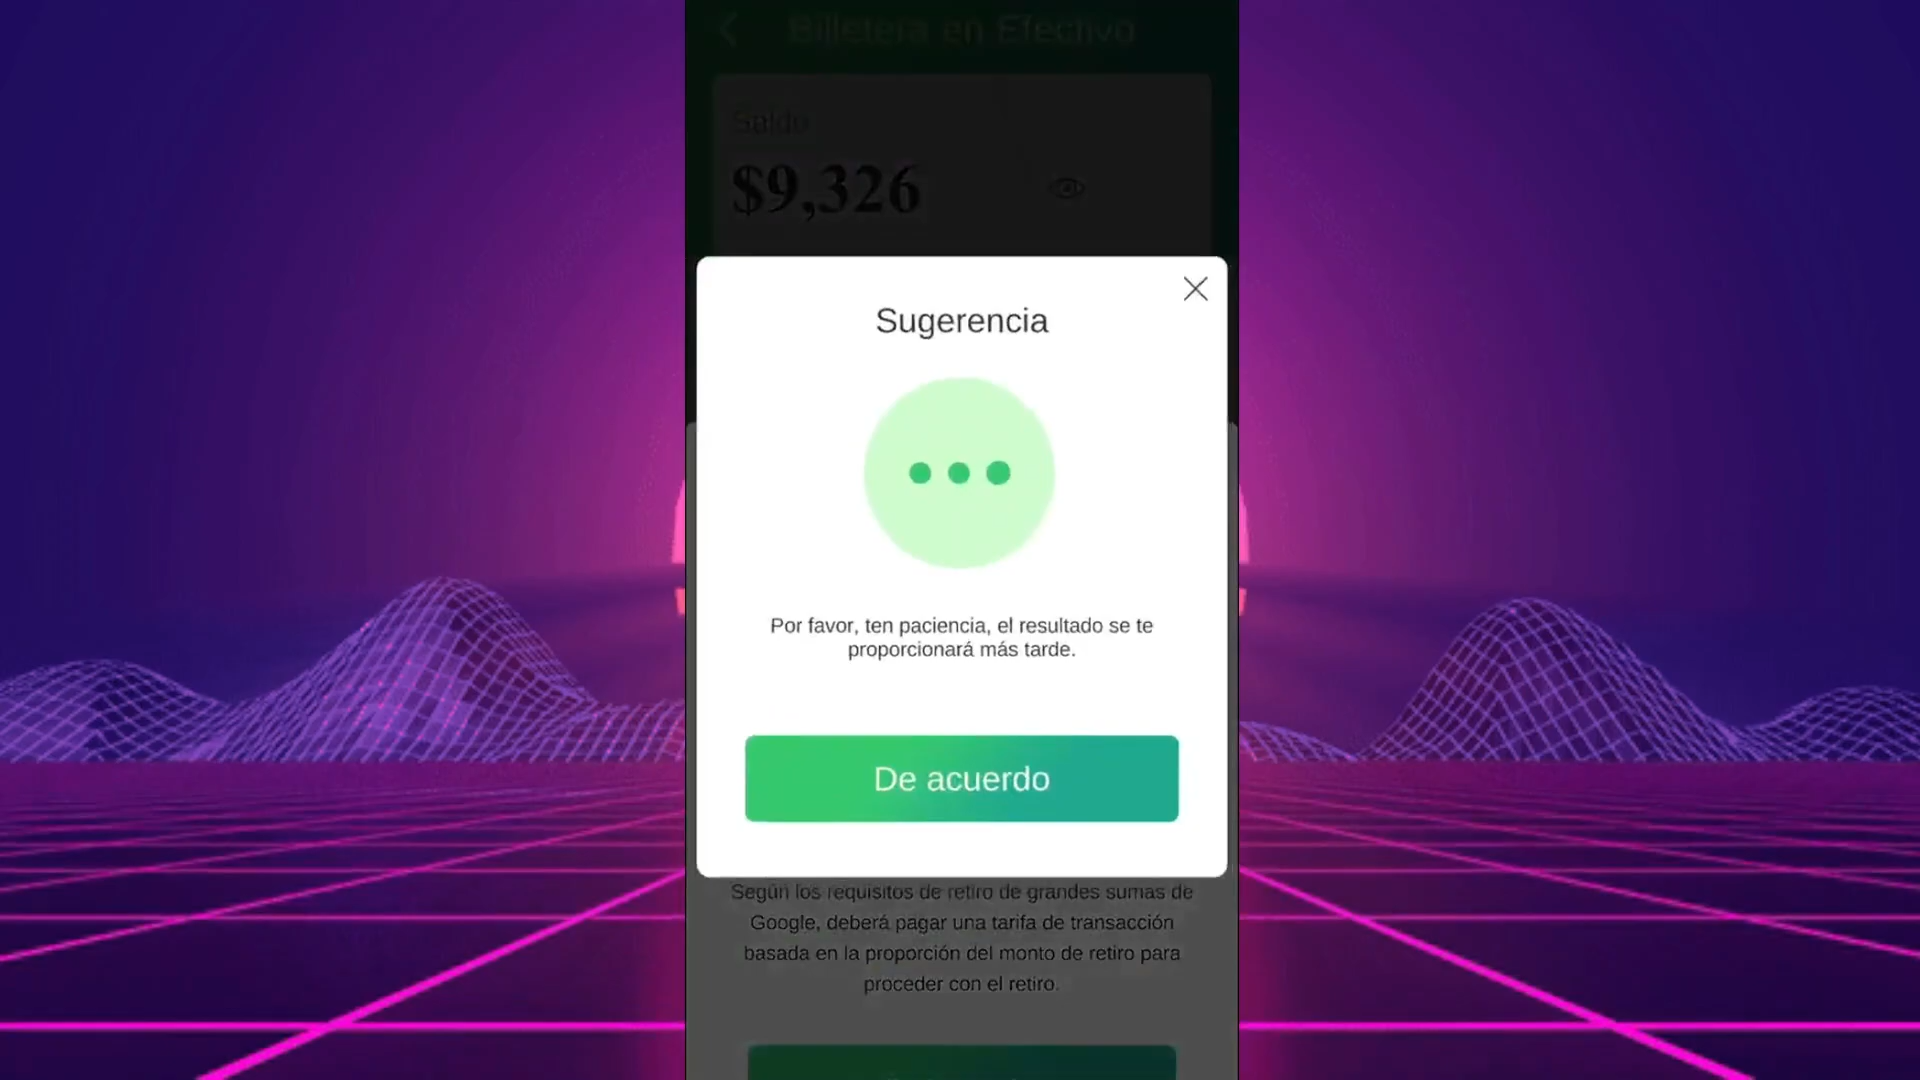 Billetera en Efectivo
Saldo
$9,326
Sugerencia
Por favor, ten paciencia, el resultado se te
proporcionará más tarde.
De acuerdo
Según los requisitos de retiro de grandes sumas de
Google, deberá pagar una tarifa de transacción
basada en la proporción del monto de retiro para
proceder con el retiro.